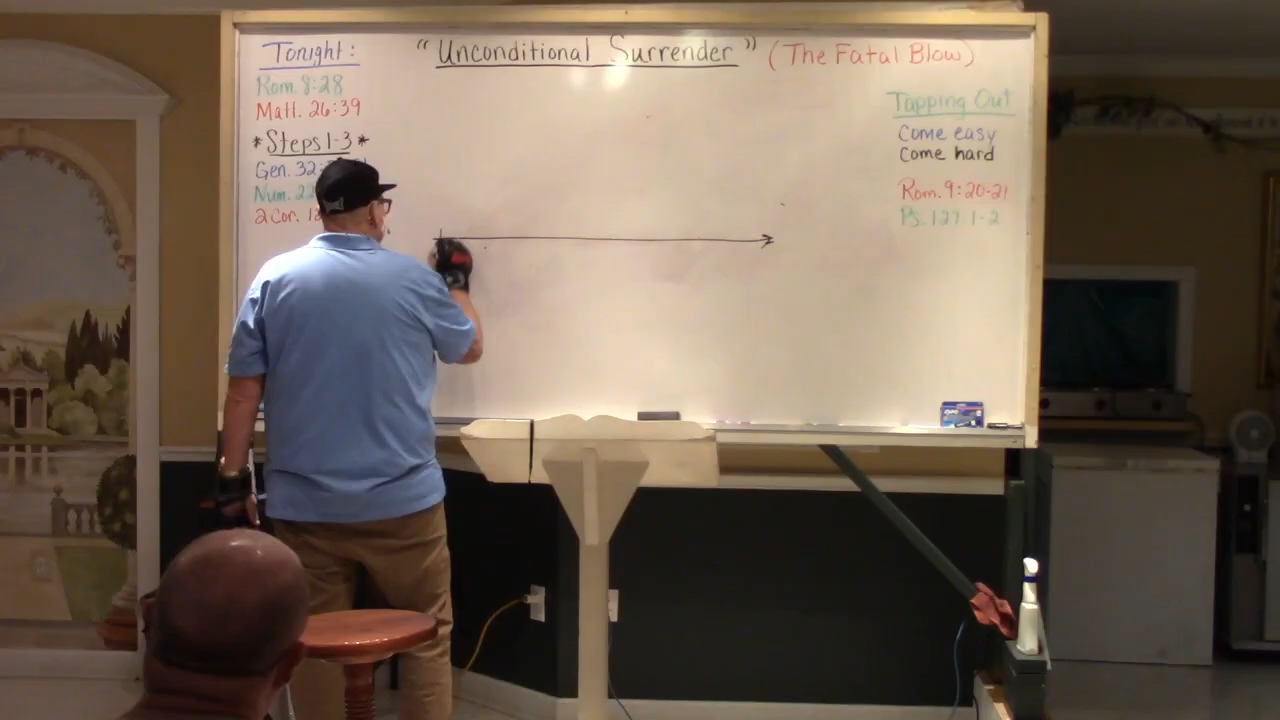 Tonight:
"Unconditional Surrender" (The Fatal Blow)
Rom. 8:28
Matt. 26:39
*Steps 1-3*
Gen. 32:
Num. 22
2 Cor. 12
Tapping Out
Come easy
Come hard
Rom. 9:20-21
Ps. 127 1-2